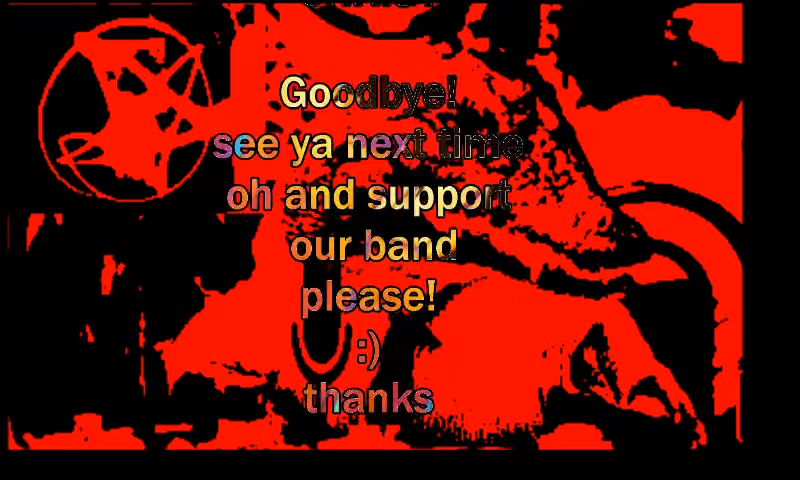 Goodbye!
see ya next time
oh and support
our band
please!
:)
thanks